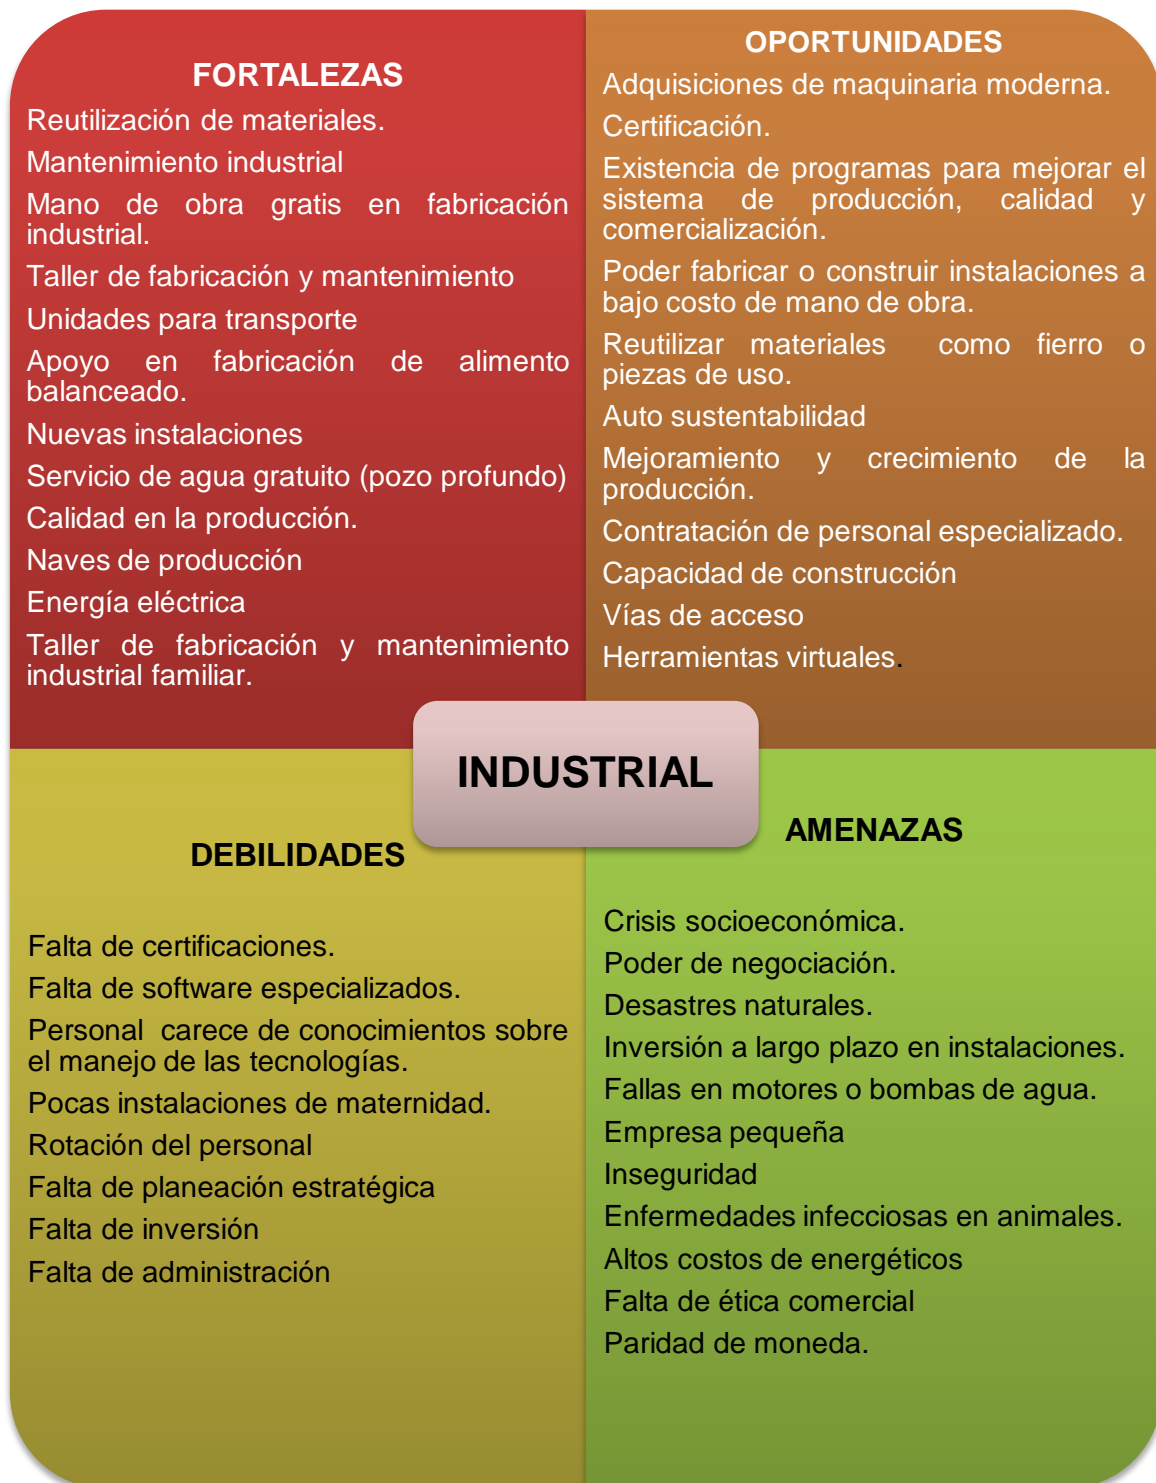 FORTALEZAS
Reutilización de materiales.
Mantenimiento industrial
Mano de obra gratis en fabricación
industrial.
Taller de fabricación y mantenimiento
Unidades para transporte
Apoyo en fabricación de alimento
balanceado.
Nuevas instalaciones
Servicio de agua gratuito (pozo profundo)
Calidad en la producción.
Naves de producción
Energía eléctrica
Taller de fabricación y mantenimiento
industrial familiar.
OPORTUNIDADES
Adquisiciones de maquinaria moderna.
Certificación.
Existencia de programas para mejorar el
sistema de producción, calidad y
comercialización.
Poder fabricar o construir instalaciones a
bajo costo de mano de obra.
Reutilizar materiales como fierro o
piezas de uso.
Auto sustentabilidad
Mejoramiento y crecimiento de la
producción.
Contratación de personal especializado.
Capacidad de construcción
Vías de acceso
Herramientas virtuales.
INDUSTRIAL
DEBILIDADES
Falta de certificaciones.
Falta de software especializados.
Personal carece de conocimientos sobre
el manejo de las tecnologías.
Pocas instalaciones de maternidad.
Rotación del personal
Falta de planeación estratégica
Falta de inversión
Falta de administración
AMENAZAS
Crisis socioeconómica.
Poder de negociación.
Desastres naturales.
Inversión a largo plazo en instalaciones.
Fallas en motores o bombas de agua.
Empresa pequeña
Inseguridad
Enfermedades infecciosas en animales.
Altos costos de energéticos
Falta de ética comercial
Paridad de moneda.